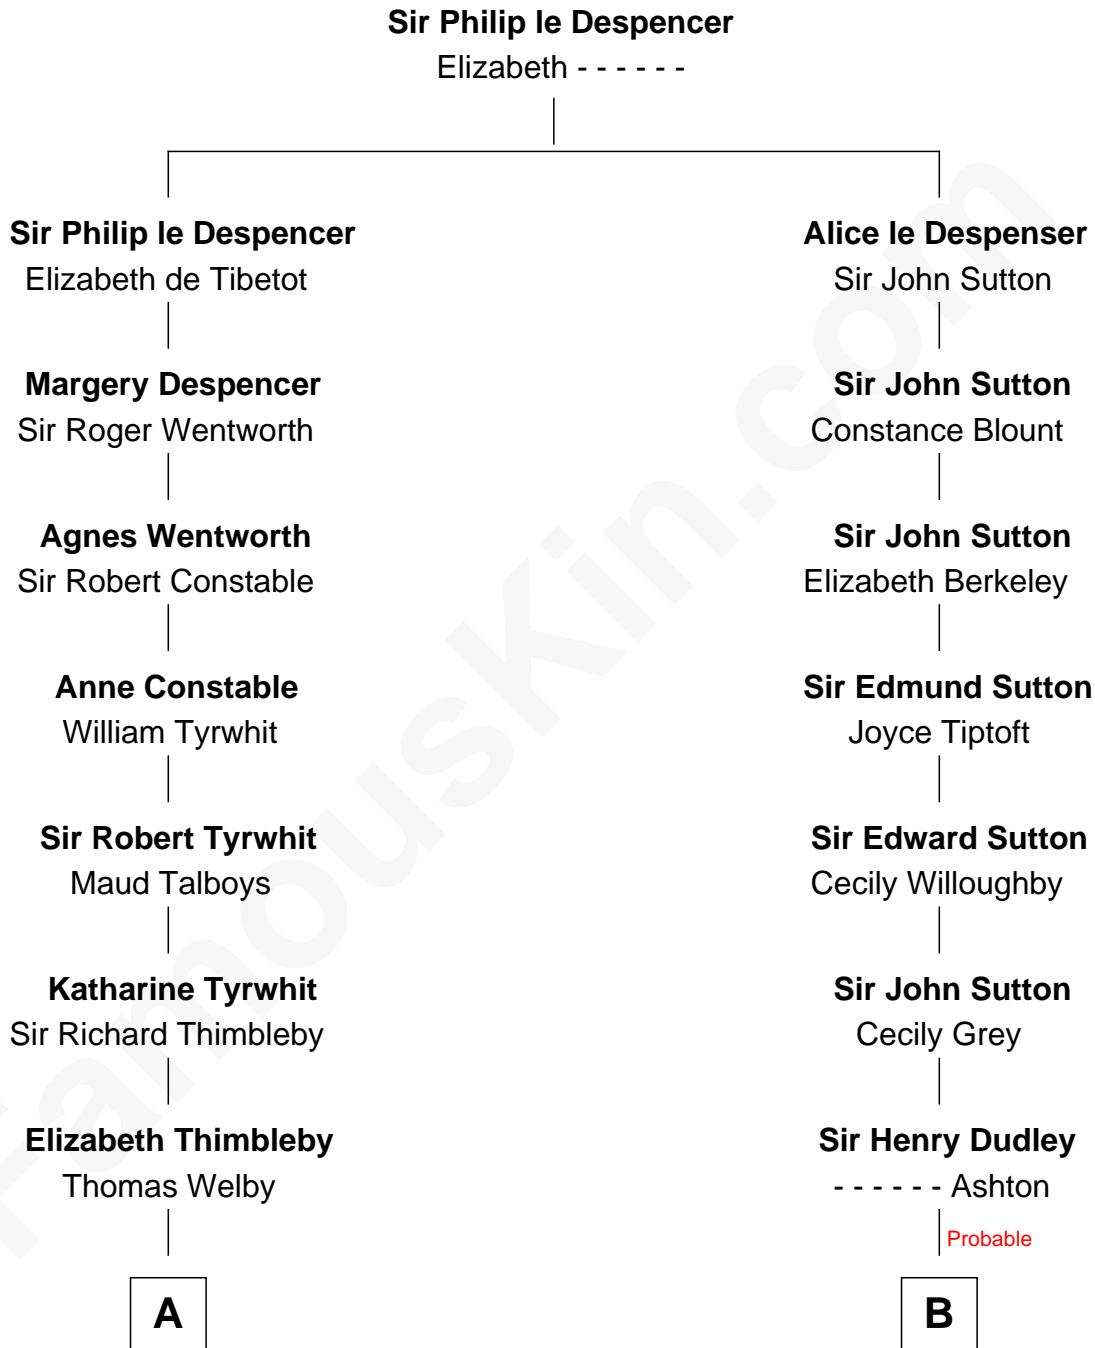 Sir Philip le Despencer
Elizabeth - - - - - -
Sir Philip le Despencer
Elizabeth de Tibetot
Margery Despencer
Sir Roger Wentworth
Agnes Wentworth
Sir Robert Constable
Anne Constable
William Tyrwhit
Sir Robert Tyrwhit
Maud Talboys
Katharine Tyrwhit
Sir Richard Thimbleby
Elizabeth Thimbleby
Thomas Welby
A
Alice le Despenser
Sir John Sutton
Sir John Sutton
Constance Blount
Sir John Sutton
Elizabeth Berkeley
Sir Edmund Sutton
Joyce Tiptoft
Sir Edward Sutton
Cecily Willoughby
Sir John Sutton
Cecily Grey
Sir Henry Dudley
- - - - - - Ashton
Probable
B
FamousKin.com